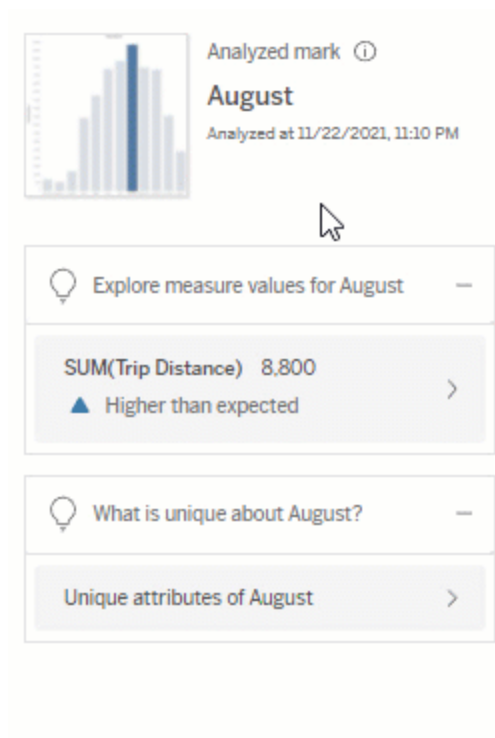 Analyzed mark
August
Analyzed at 11/22/2021, 11:10 PM
Explore measure values for August
SUM(Trip Distance) 8,800
Higher than expected
What is unique about August?
Unique attributes of August